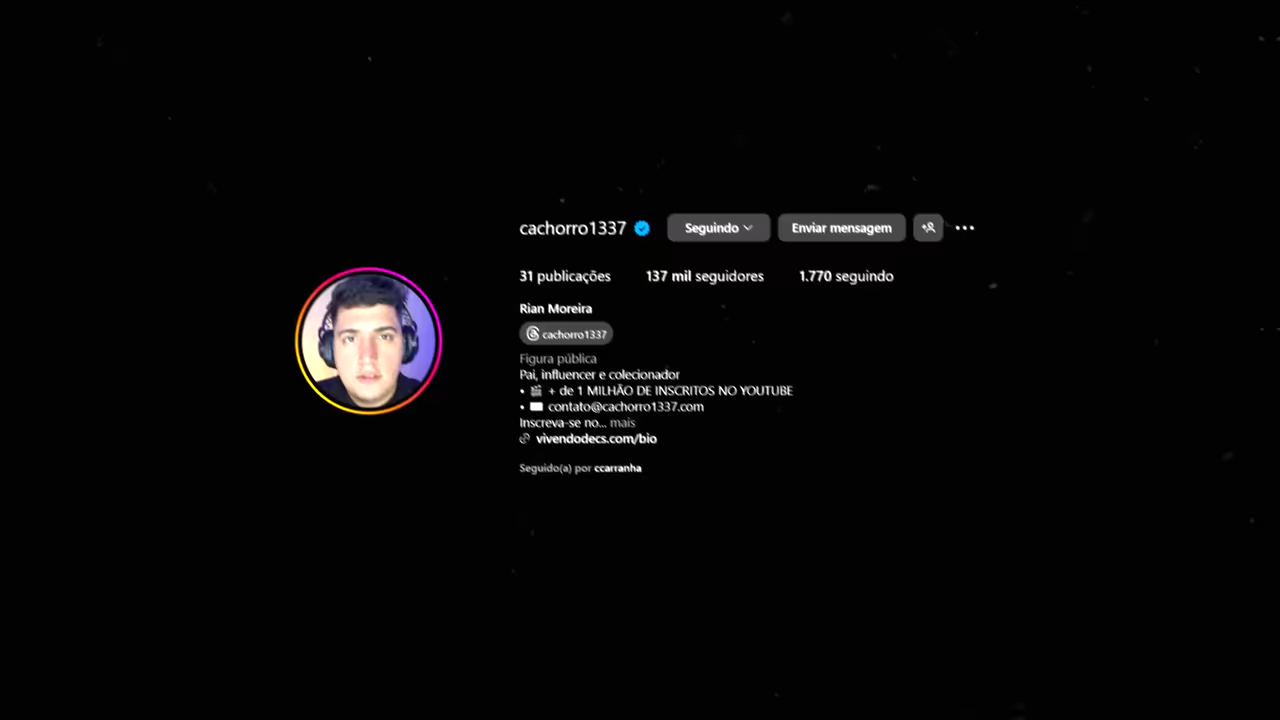 cachorro1337 Seguindo Enviar mensagem
31 publicações 137 mil seguidores 1.770 seguindo
Rian Moreira
cachorro1337
Figura pública
Pai, influencer e colecionador
• 🎬 + de 1 MILHÃO DE INSCRITOS NO YOUTUBE
• ✉️ contato@cachorro1337.com
Inscreva-se no... mais
vivendodecs.com/bio
Seguido(a) por ccarranha